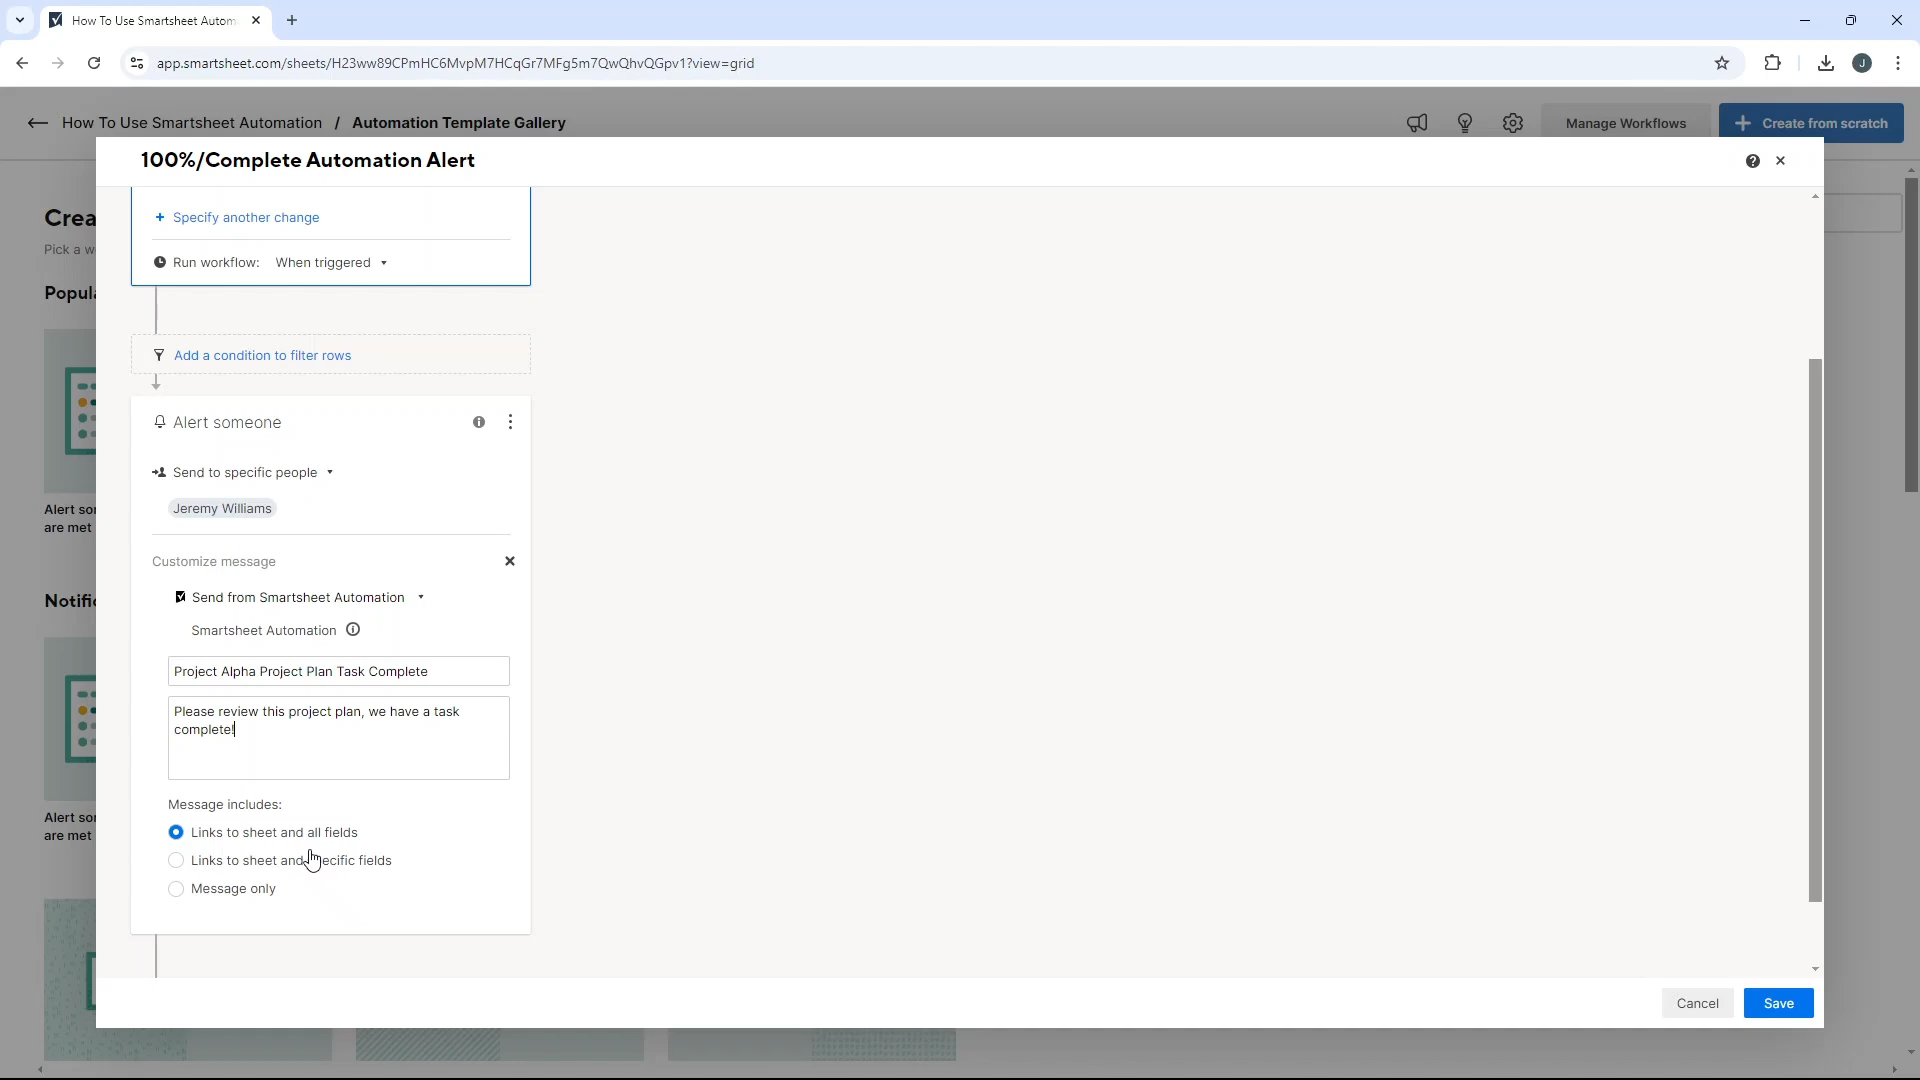 How To Use Smartsheet Autom
app.smartsheet.com/sheets/H23ww89CPmHC6MvpM7HCqGr7MFg5m7QwQhvQGpv1?view=grid
J
How To Use Smartsheet Automation / Automation Template Gallery
Manage Workflows
Create from scratch
100%/Complete Automation Alert
Crea
Pick a w
Popula
Alert so
are met
Notific
Alert so
are met
+ Specify another change
Run workflow: When triggered
Add a condition to filter rows
Alert someone
Send to specific people
Jeremy Williams
Customize message
Send from Smartsheet Automation
Smartsheet Automation
Project Alpha Project Plan Task Complete
Please review this project plan, we have a task
complete!
Message includes:
Links to sheet and all fields
Links to sheet and specific fields
Message only
Cancel
Save